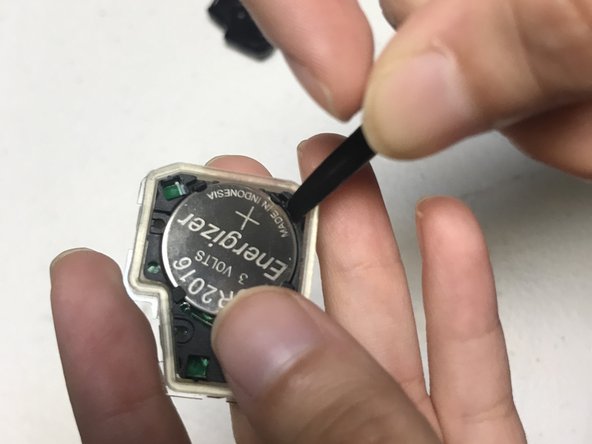 MADE IN INDONESIA
+
Energizer
3 VOLTS
R2016